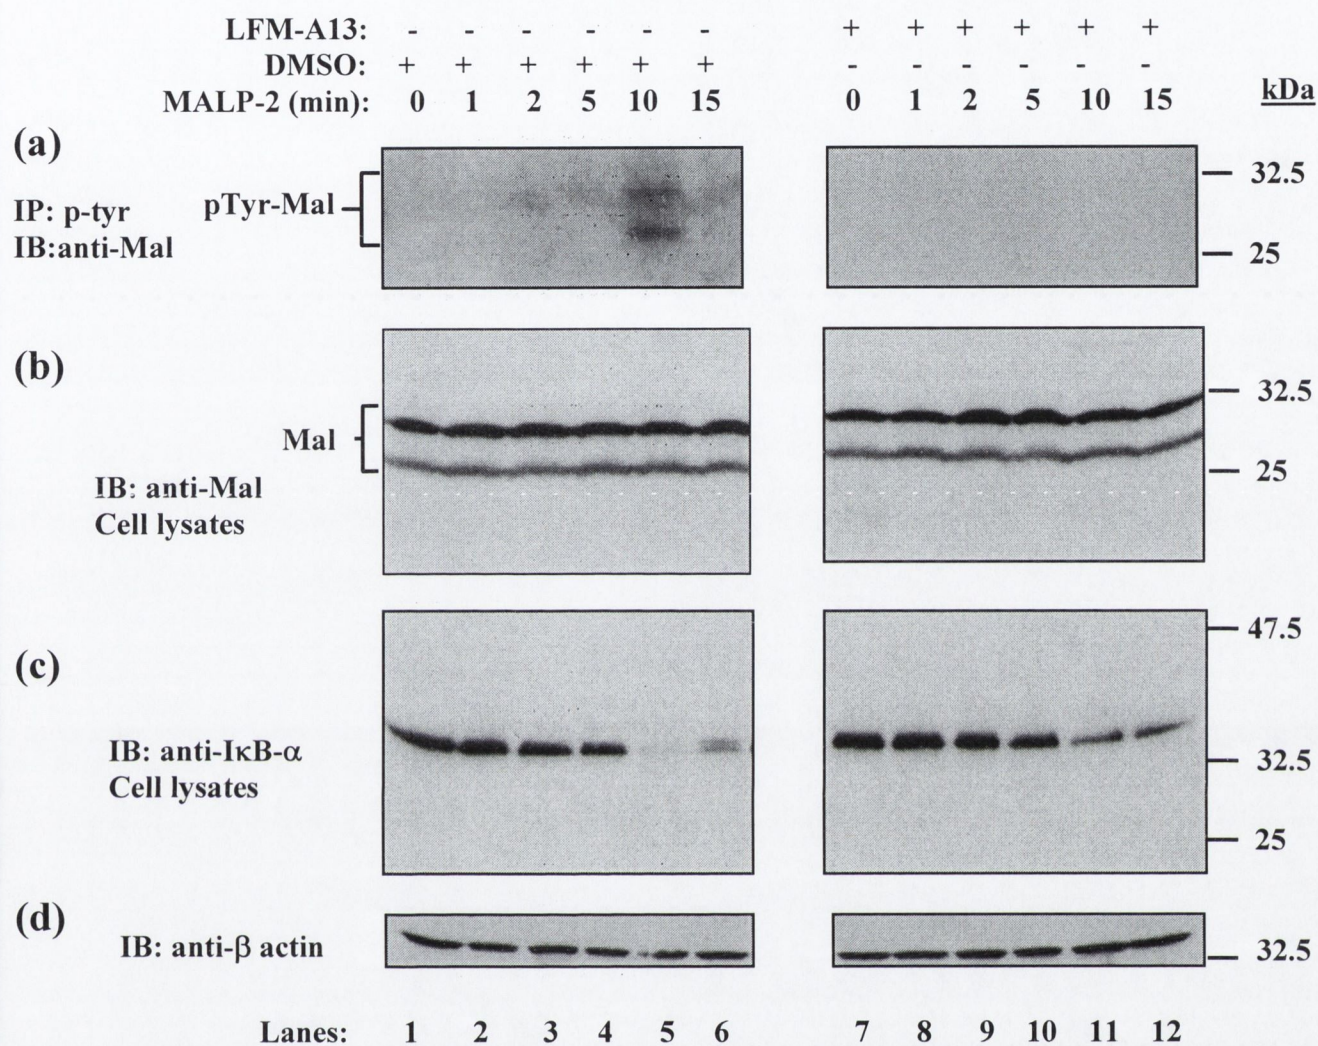 LFM-A13: - - - - - - + + + + + +
DMSO: + + + + + + - - - - - -
MALP-2 (min): 0 1 2 5 10 15 0 1 2 5 10 15 kDa
(a)
IP: p-tyr
IB:anti-Mal
pTyr-Mal
32.5
25
(b)
Mal
IB: anti-Mal
Cell lysates
32.5
25
(c)
IB: anti-IκB-α
Cell lysates
47.5
32.5
25
(d)
IB: anti-β actin
32.5
Lanes: 1 2 3 4 5 6 7 8 9 10 11 12